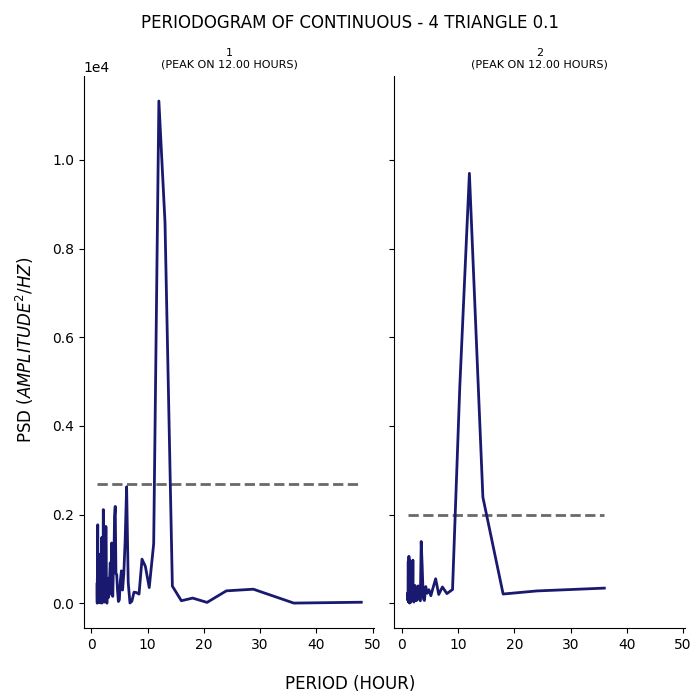 PERIODOGRAM OF CONTINUOUS - 4 TRIANGLE 0.1
1
(PEAK ON 12.00 HOURS)
2
(PEAK ON 12.00 HOURS)
1e4
1.0
0.8
0.6
0.4
0.2
0.0
PSD (AMPLITUDE²/HZ)
0 10 20 30 40 50
0 10 20 30 40 50
PERIOD (HOUR)